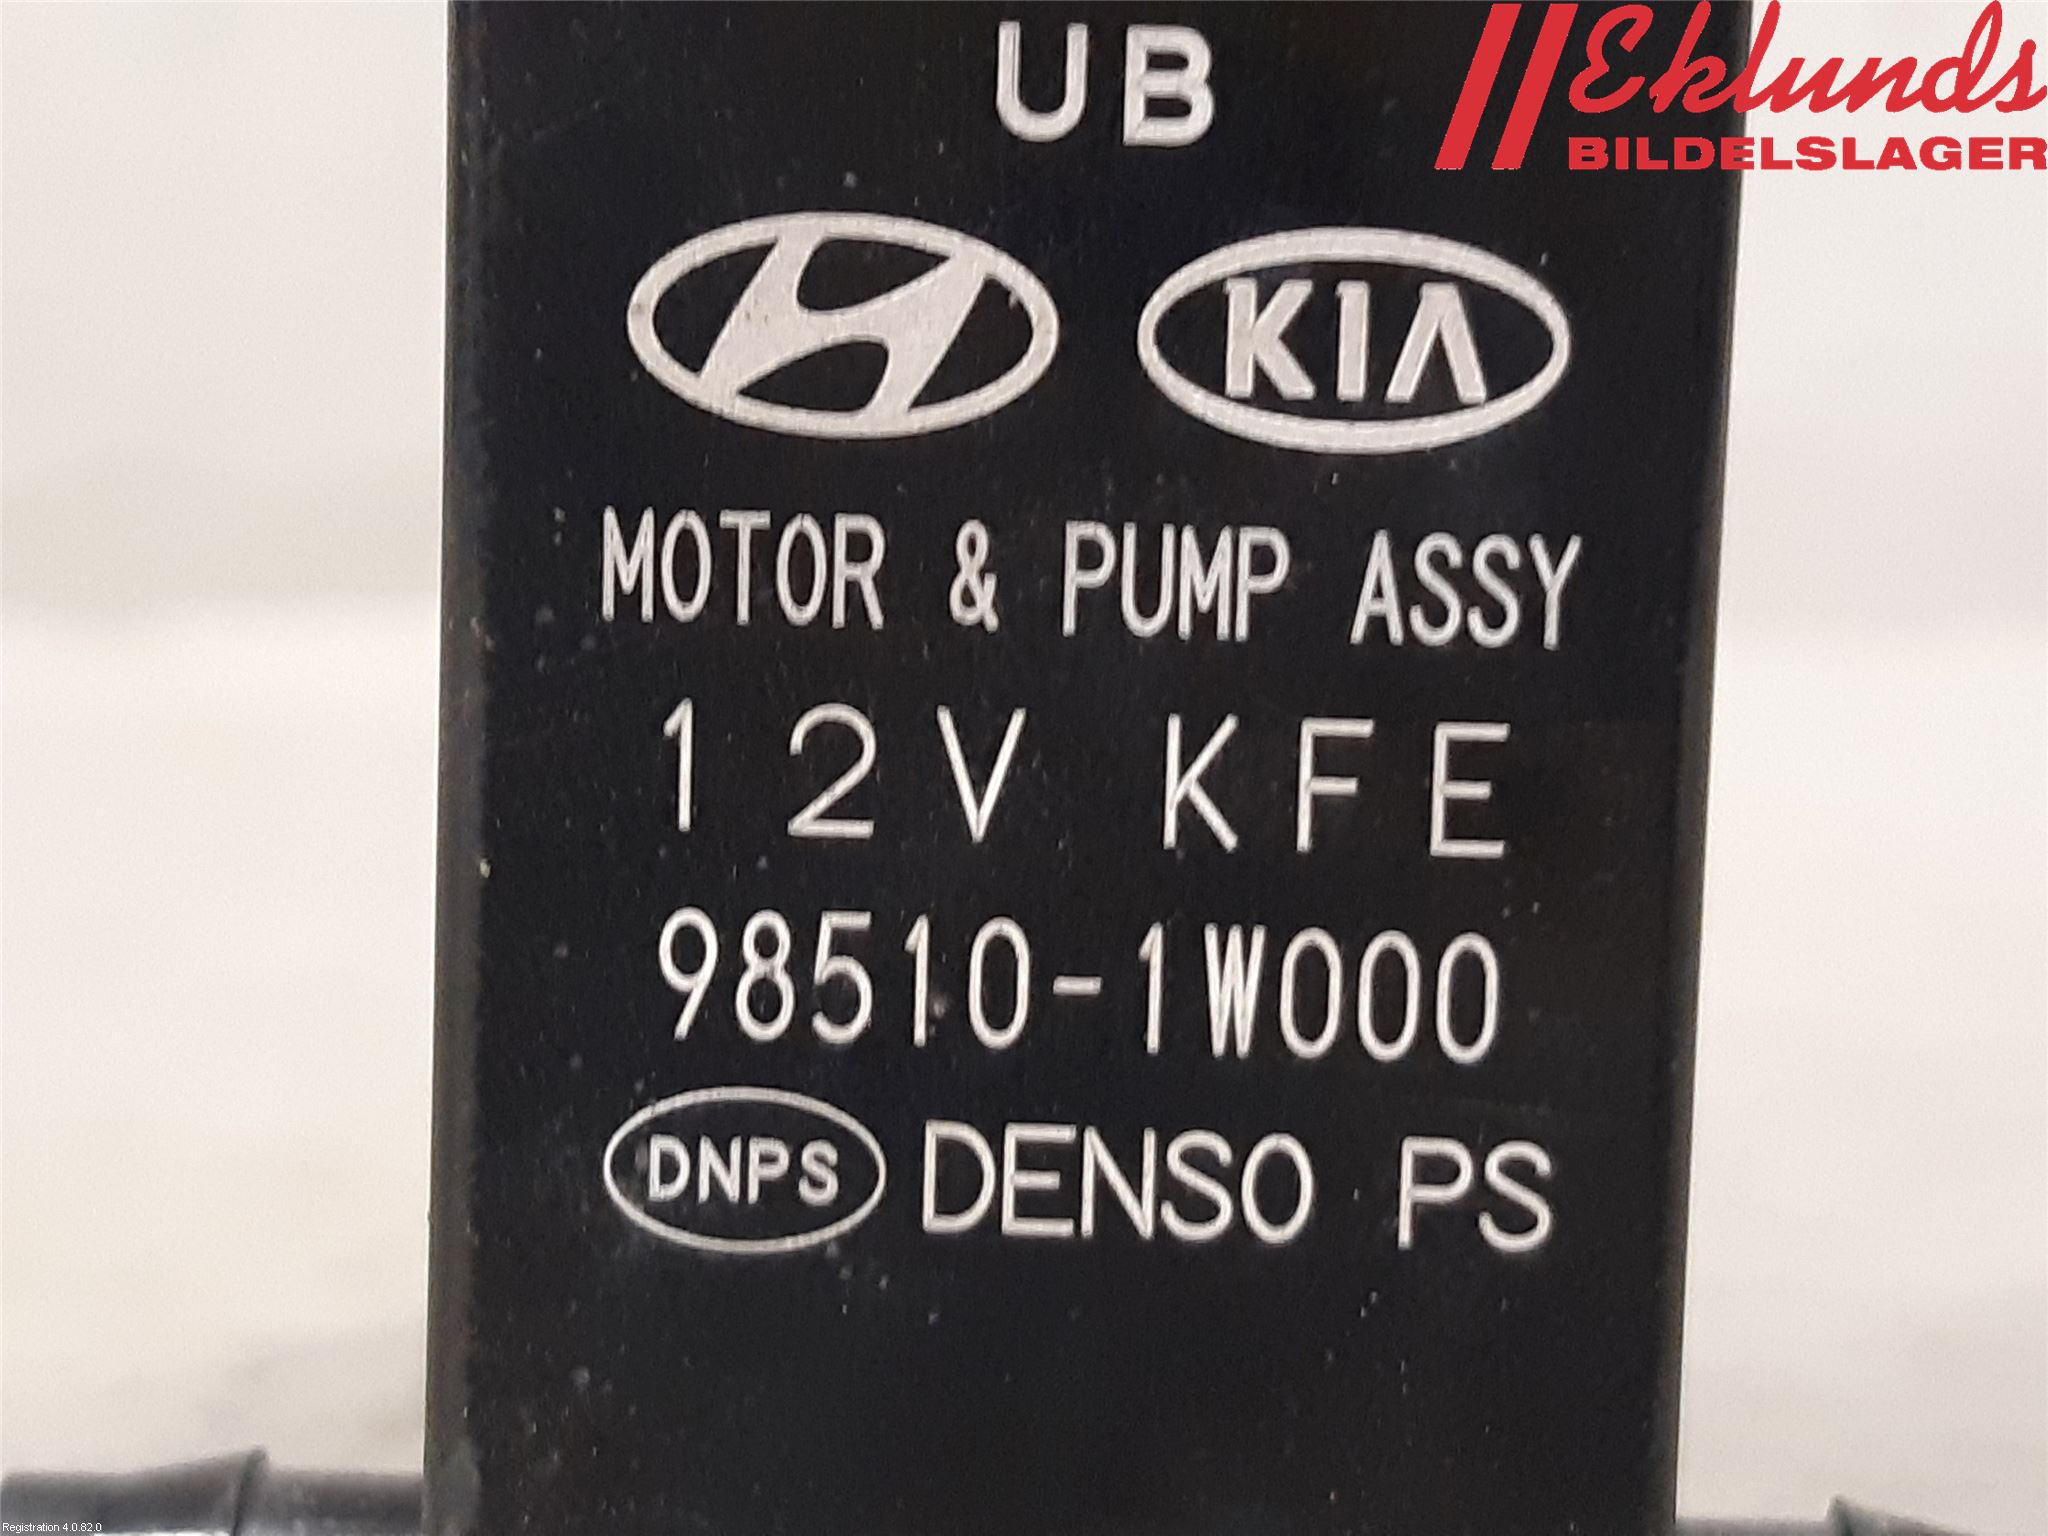 UB
Eklunds
BILDELSLAGER
KIA
MOTOR & PUMP ASSY
12V KFE
98510-1W000
DNPS DENSO PS
Registration 4.0.82.0